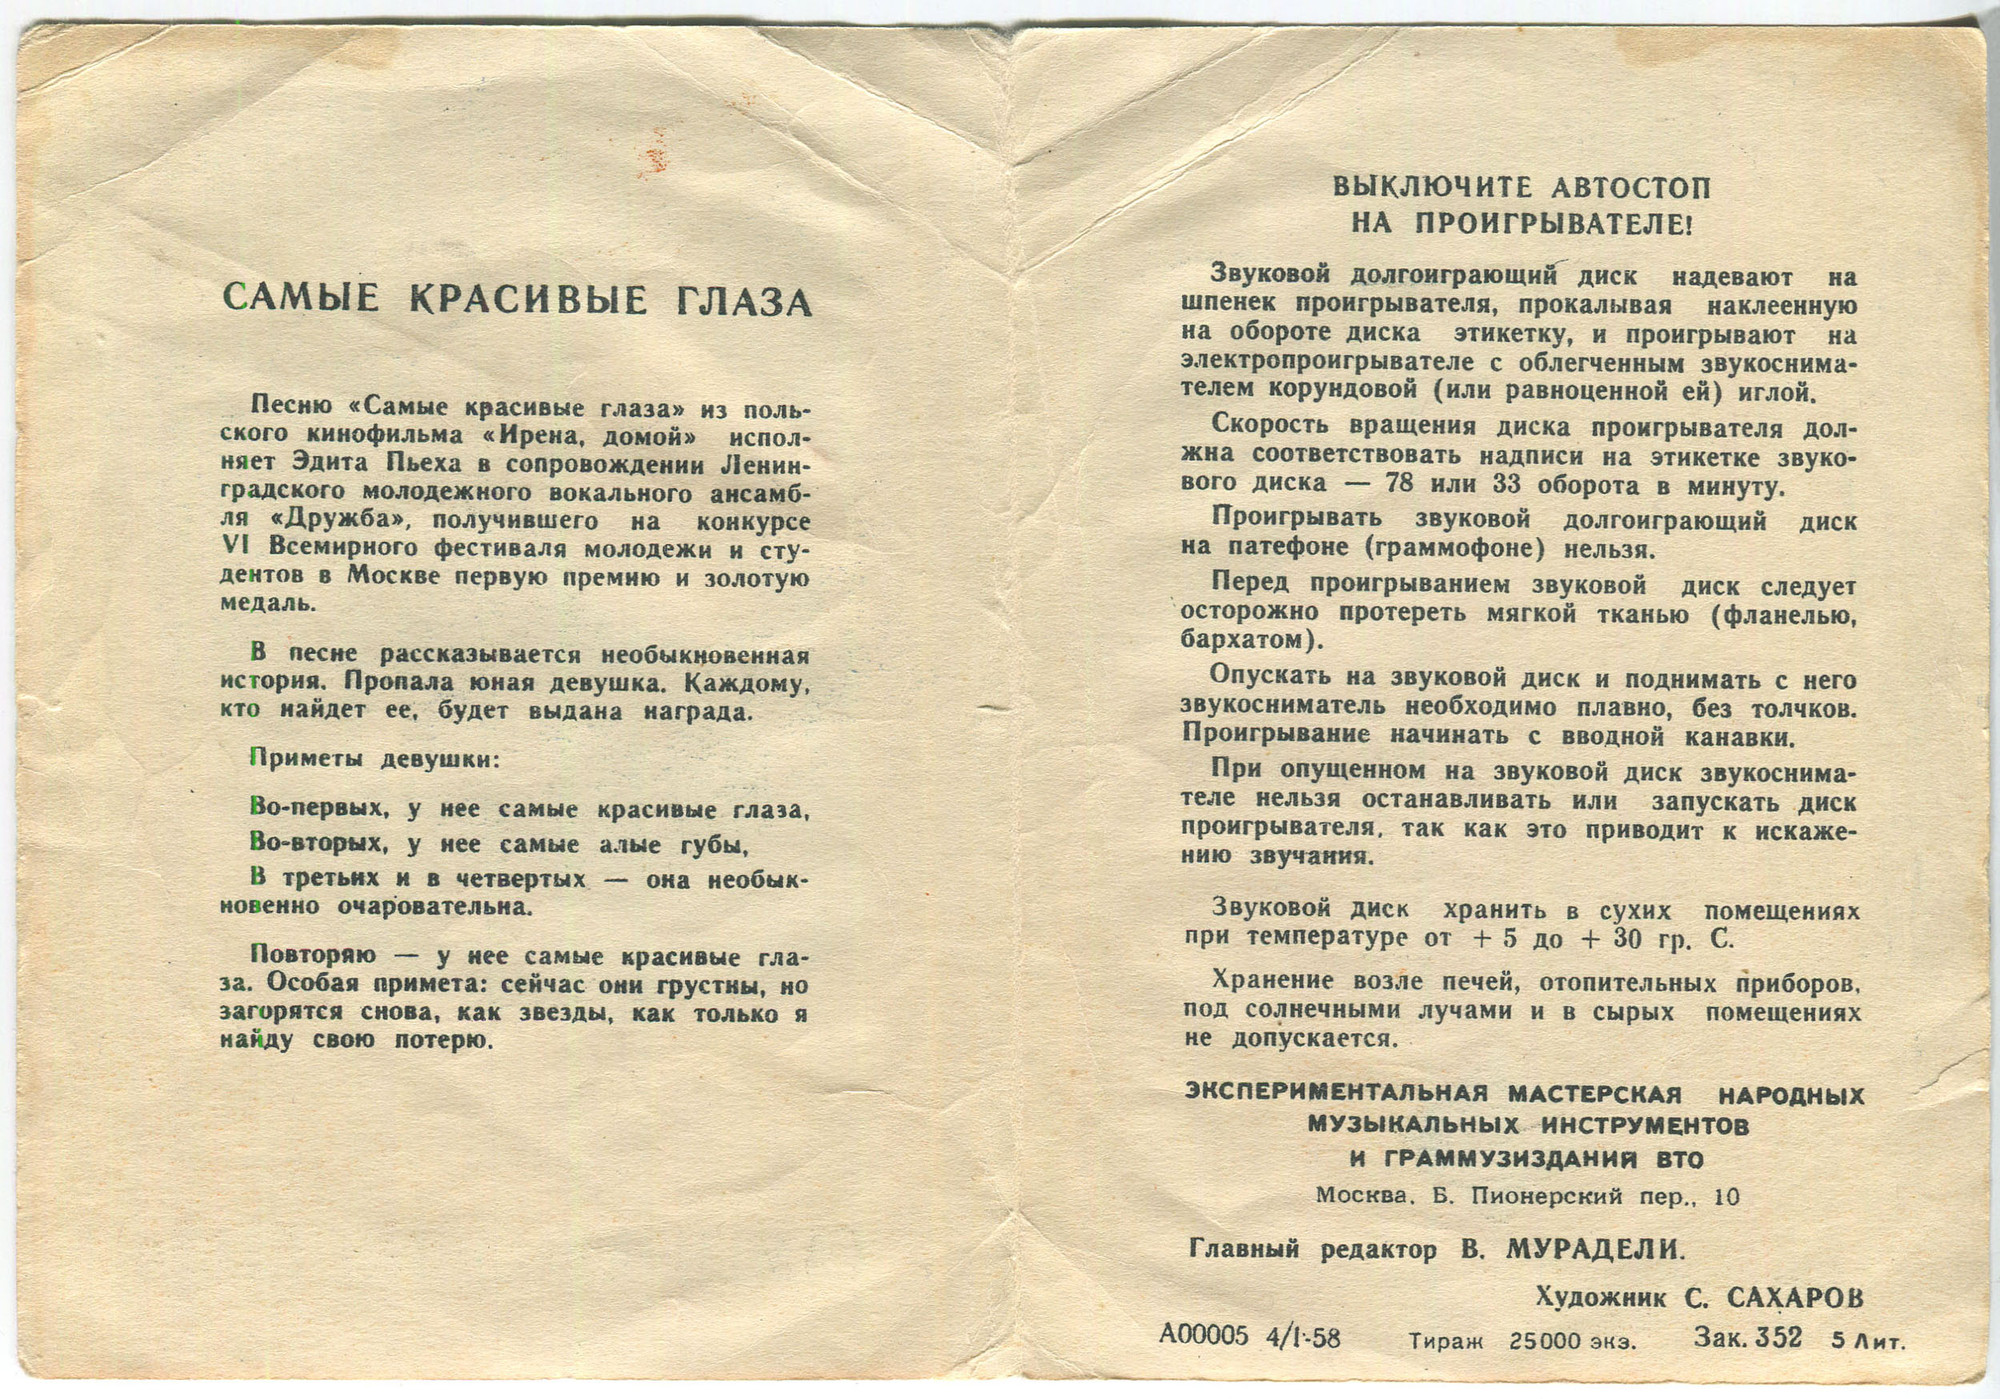 САМЫЕ КРАСИВЫЕ ГЛАЗА
Песню «Самые красивые глаза» из поль-
ского кинофильма «Ирена, домой» испол-
няет Эдита Пьеха в сопровождении Ленин-
градского молодежного вокального ансамб-
ля «Дружба», получившего на конкурсе
VI Всемирного фестиваля молодежи и сту-
дентов в Москве первую премию и золотую
медаль.
В песне рассказывается необыкновенная
история. Пропала юная девушка. Каждому,
кто найдет ее, будет выдана награда.
Приметы девушки:
Во-первых, у нее самые красивые глаза,
Во-вторых, у нее самые алые губы,
В третьих и в четвертых — она необык-
новенно очаровательна.
Повторяю — у нее самые красивые гла-
за. Особая примета: сейчас они грустны, но
загорятся снова, как звезды, как только я
найду свою потерю.
ВЫКЛЮЧИТЕ АВТОСТОП
НА ПРОИГРЫВАТЕЛЕ!
Звуковой долгоиграющий диск надевают на
шпенек проигрывателя, прокалывая наклеенную
на обороте диска этикетку, и проигрывают на
электропроигрывателе с облегченным звукоснима-
телем корундовой (или равноценной ей) иглой.
Скорость вращения диска проигрывателя дол-
жна соответствовать надписи на этикетке звуко-
вого диска — 78 или 33 оборота в минуту.
Проигрывать звуковой долгоиграющий диск
на патефоне (граммофоне) нельзя.
Перед проигрыванием звуковой диск следует
осторожно протереть мягкой тканью (фланелью,
бархатом).
Опускать на звуковой диск и поднимать с него
звукосниматель необходимо плавно, без толчков.
Проигрывание начинать с вводной канавки.
При опущенном на звуковой диск звукоснима-
теле нельзя останавливать или запускать диск
проигрывателя, так как это приводит к искаже-
нию звучания.
Звуковой диск хранить в сухих помещениях
при температуре от + 5 до + 30 гр. С.
Хранение возле печей, отопительных приборов,
под солнечными лучами и в сырых помещениях
не допускается.
ЭКСПЕРИМЕНТАЛЬНАЯ МАСТЕРСКАЯ НАРОДНЫХ
МУЗЫКАЛЬНЫХ ИНСТРУМЕНТОВ
И ГРАММУЗИЗДАНИЯ ВТО
Москва. Б. Пионерский пер., 10
Главный редактор В. МУРАДЕЛИ.
Художник С. САХАРОВ
А00005 4/I-58 Тираж 25000 экз. Зак. 352 5 Лит.